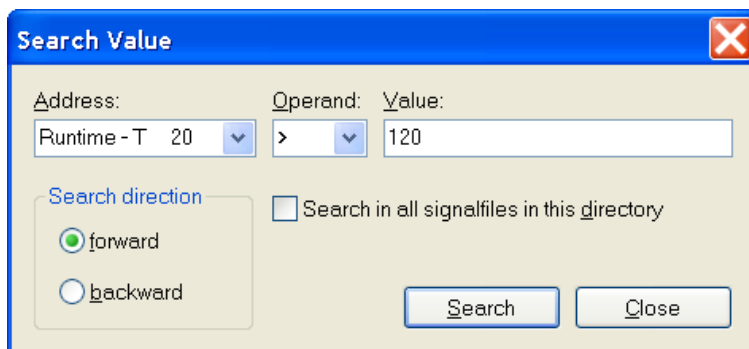 Search Value
Address: Operand: Value:
Runtime - T 20 > 120
Search direction
Search in all signalfiles in this directory
forward
backward
Search Close